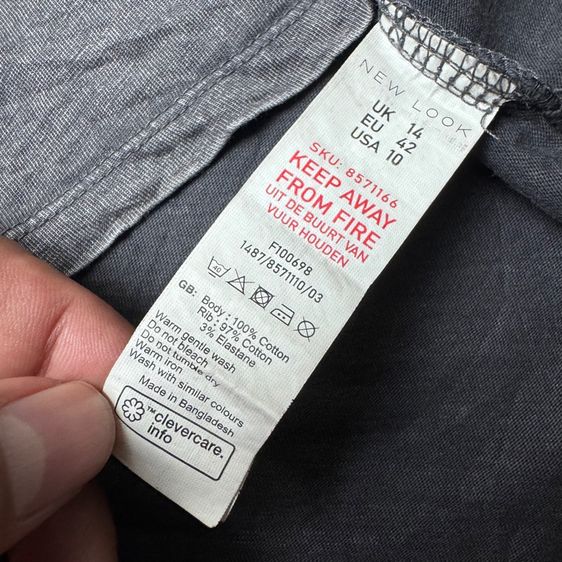 NEW LOOK
UK 14
EU 42
USA 10
SKU: 8571166
KEEP AWAY
FROM FIRE
UIT DE BUURT VAN
VUUR HOUDEN
F100698
1487/8571110/03
40
GB: Body : 100% Cotton
Rib : 97% Cotton
3% Elastane
Warm gentle wash
Do not bleach
Do not tumble dry
Warm iron
Wash with similar colours
Made in Bangladesh
™clevercare.
info